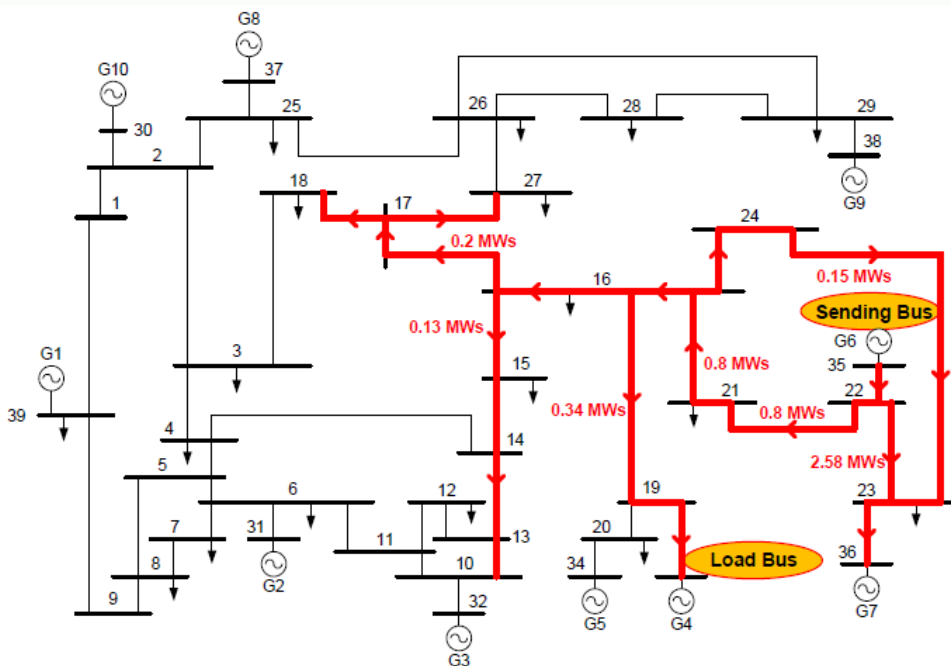 G8
G10
37
26
28
29
25
30
38
2
18
27
G9
17
24
1
0.2 MWs
0.15 MWs
16
Sending Bus
0.13 MWs
G6
G1
3
15
0.8 MWs
35
21
22
39
0.34 MWs
0.8 MWs
4
14
5
2.58 MWs
6
12
19
23
7
31
13
20
11
36
8
10
34
Load Bus
G2
9
32
G5
G4
G7
G3